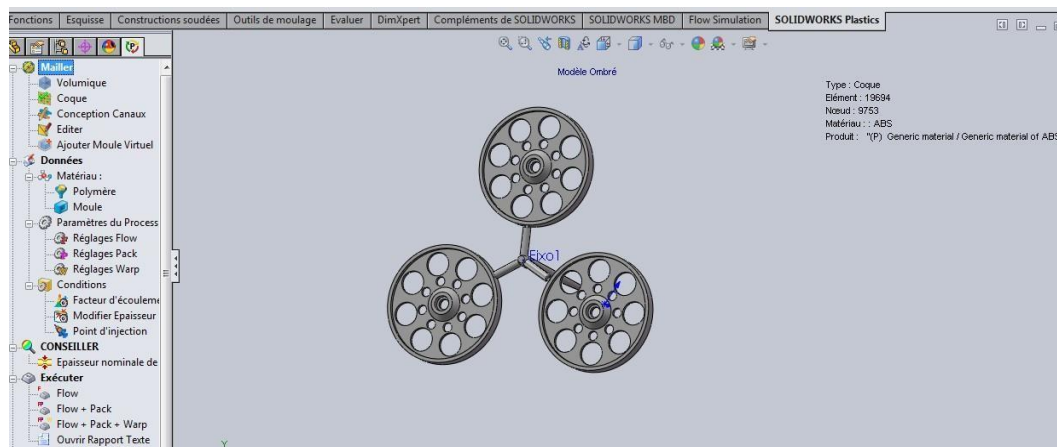 Fonctions Esquisse Constructions soudées Outils de moulage Evaluer DimXpert Compléments de SOLIDWORKS SOLIDWORKS MBD Flow Simulation SOLIDWORKS Plastics
Mailler
Volumique
Coque
Conception Canaux
Editer
Ajouter Moule Virtuel
Données
Matériau :
Polymère
Moule
Paramètres du Process
Réglages Flow
Réglages Pack
Réglages Warp
Conditions
Facteur d'écouleme
Modifier Epaisseur
Point d'injection
CONSEILLER
Epaisseur nominale de
Exécuter
Flow
Flow + Pack
Flow + Pack + Warp
Ouvrir Rapport Texte
Modèle Ombré
Type : Coque
Elément : 19694
Nœud : 9753
Matériau : : ABS
Produit : "(P) Generic material / Generic material of ABS
Eixo1
Y